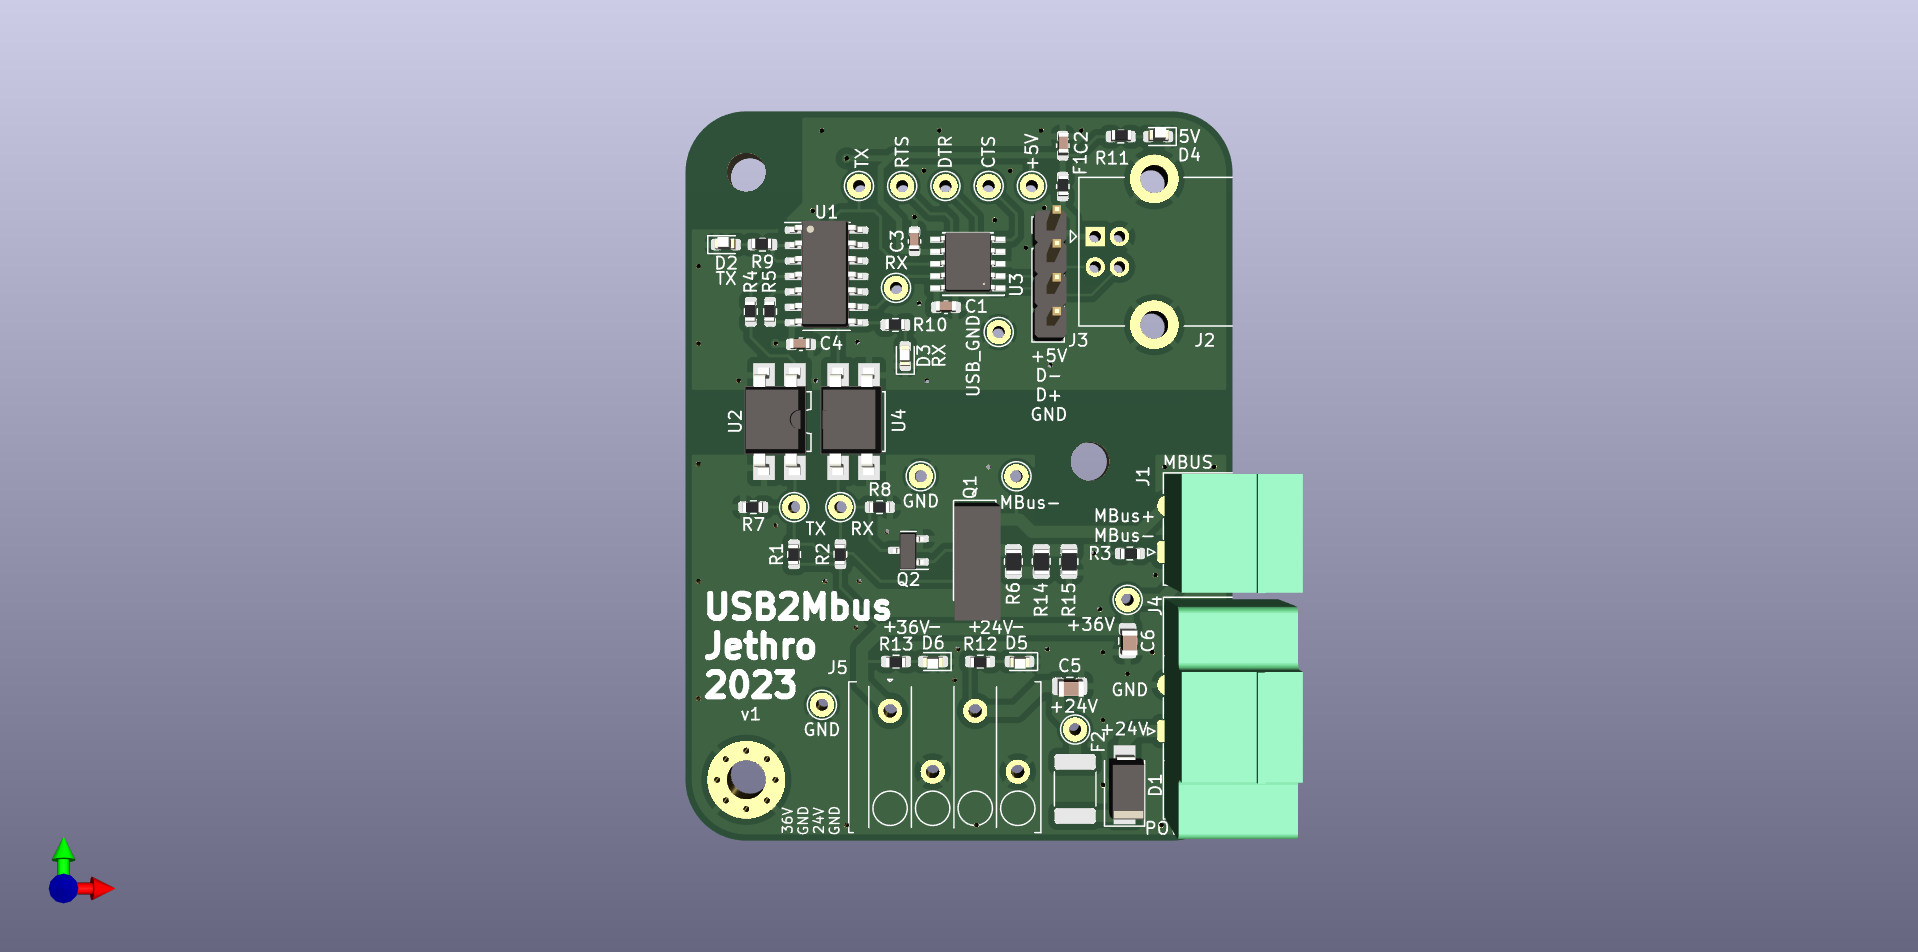 TX
RTS
DTR
CTS
+5V
F1
C2
R11
5V
D4
U1
D2
TX
R9
R4
R5
C3
RX
U3
C1
R10
C4
D3
RX
USB_GND
J3
J2
+5V
D-
D+
GND
U2
U4
R8
R7
TX
RX
GND
Q1
MBus-
J1
MBUS
MBus+
MBus-
R3
R1
R2
Q2
R6
R14
R15
USB2Mbus
Jethro
2023
v1
+36V-
R13
D6
+24V-
R12
D5
J4
+36V
C6
J5
C5
+24V
GND
+24V
GND
F2
D1
36V
GND
24V
GND